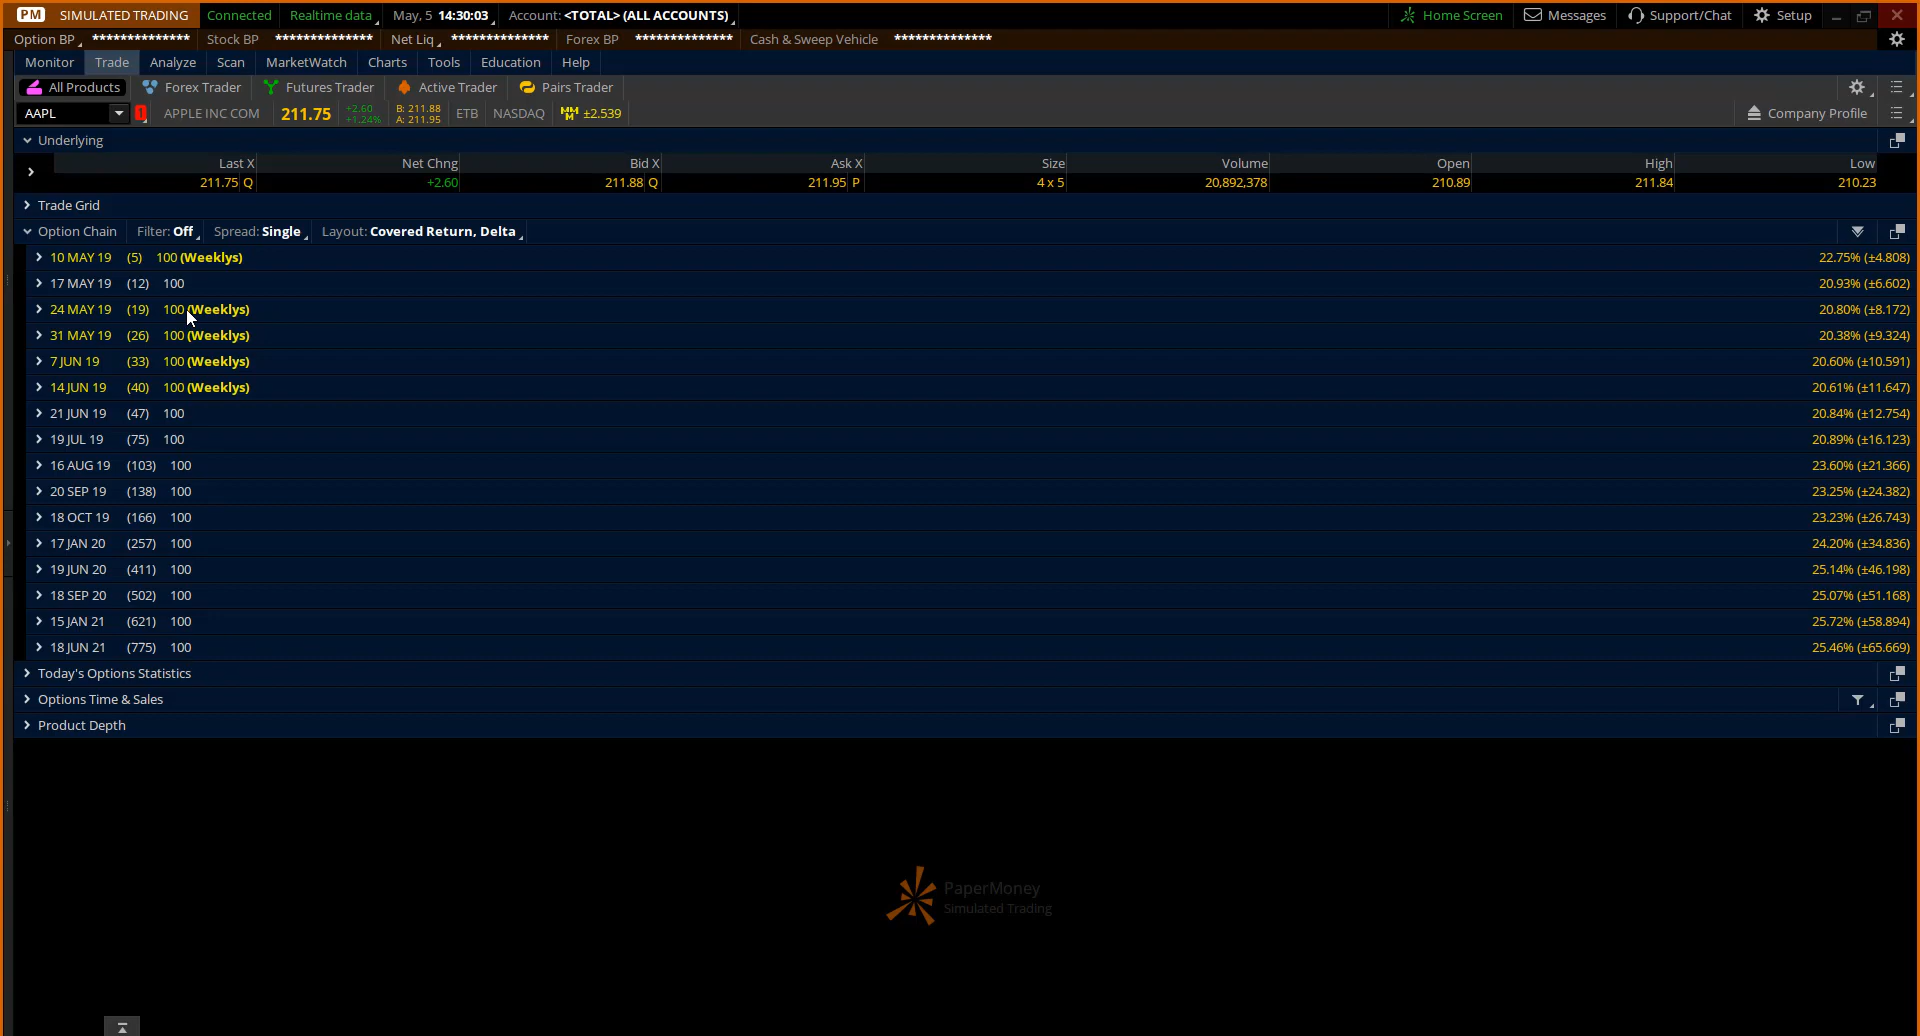 PM SIMULATED TRADING Connected Realtime data May, 5 14:30:03 Account: <TOTAL> (ALL ACCOUNTS) Home Screen Messages Support/Chat Setup
Option BP ************** Stock BP ************** Net Liq ************** Forex BP ************** Cash & Sweep Vehicle **************
Monitor Trade Analyze Scan MarketWatch Charts Tools Education Help
All Products Forex Trader Futures Trader Active Trader Pairs Trader
AAPL 1 APPLE INC COM 211.75 +2.60 +1.24% B: 211.88 A: 211.95 ETB NASDAQ MMM ±2.539 Company Profile
Underlying
Last X Net Chng Bid X Ask X Size Volume Open High Low
211.75 Q +2.60 211.88 Q 211.95 P 4 x 5 20,892,378 210.89 211.84 210.23
Trade Grid
Option Chain Filter: Off Spread: Single Layout: Covered Return, Delta
10 MAY 19 (5) 100 (Weeklys) 22.75% (±4.808)
17 MAY 19 (12) 100 20.93% (±6.602)
24 MAY 19 (19) 100 (Weeklys) 20.80% (±8.172)
31 MAY 19 (26) 100 (Weeklys) 20.38% (±9.324)
7 JUN 19 (33) 100 (Weeklys) 20.60% (±10.591)
14 JUN 19 (40) 100 (Weeklys) 20.61% (±11.647)
21 JUN 19 (47) 100 20.84% (±12.754)
19 JUL 19 (75) 100 20.89% (±16.123)
16 AUG 19 (103) 100 23.60% (±21.366)
20 SEP 19 (138) 100 23.25% (±24.382)
18 OCT 19 (166) 100 23.23% (±26.743)
17 JAN 20 (257) 100 24.20% (±34.836)
19 JUN 20 (411) 100 25.14% (±46.198)
18 SEP 20 (502) 100 25.07% (±51.168)
15 JAN 21 (621) 100 25.72% (±58.894)
18 JUN 21 (775) 100 25.46% (±65.669)
Today's Options Statistics
Options Time & Sales
Product Depth
PaperMoney
Simulated Trading